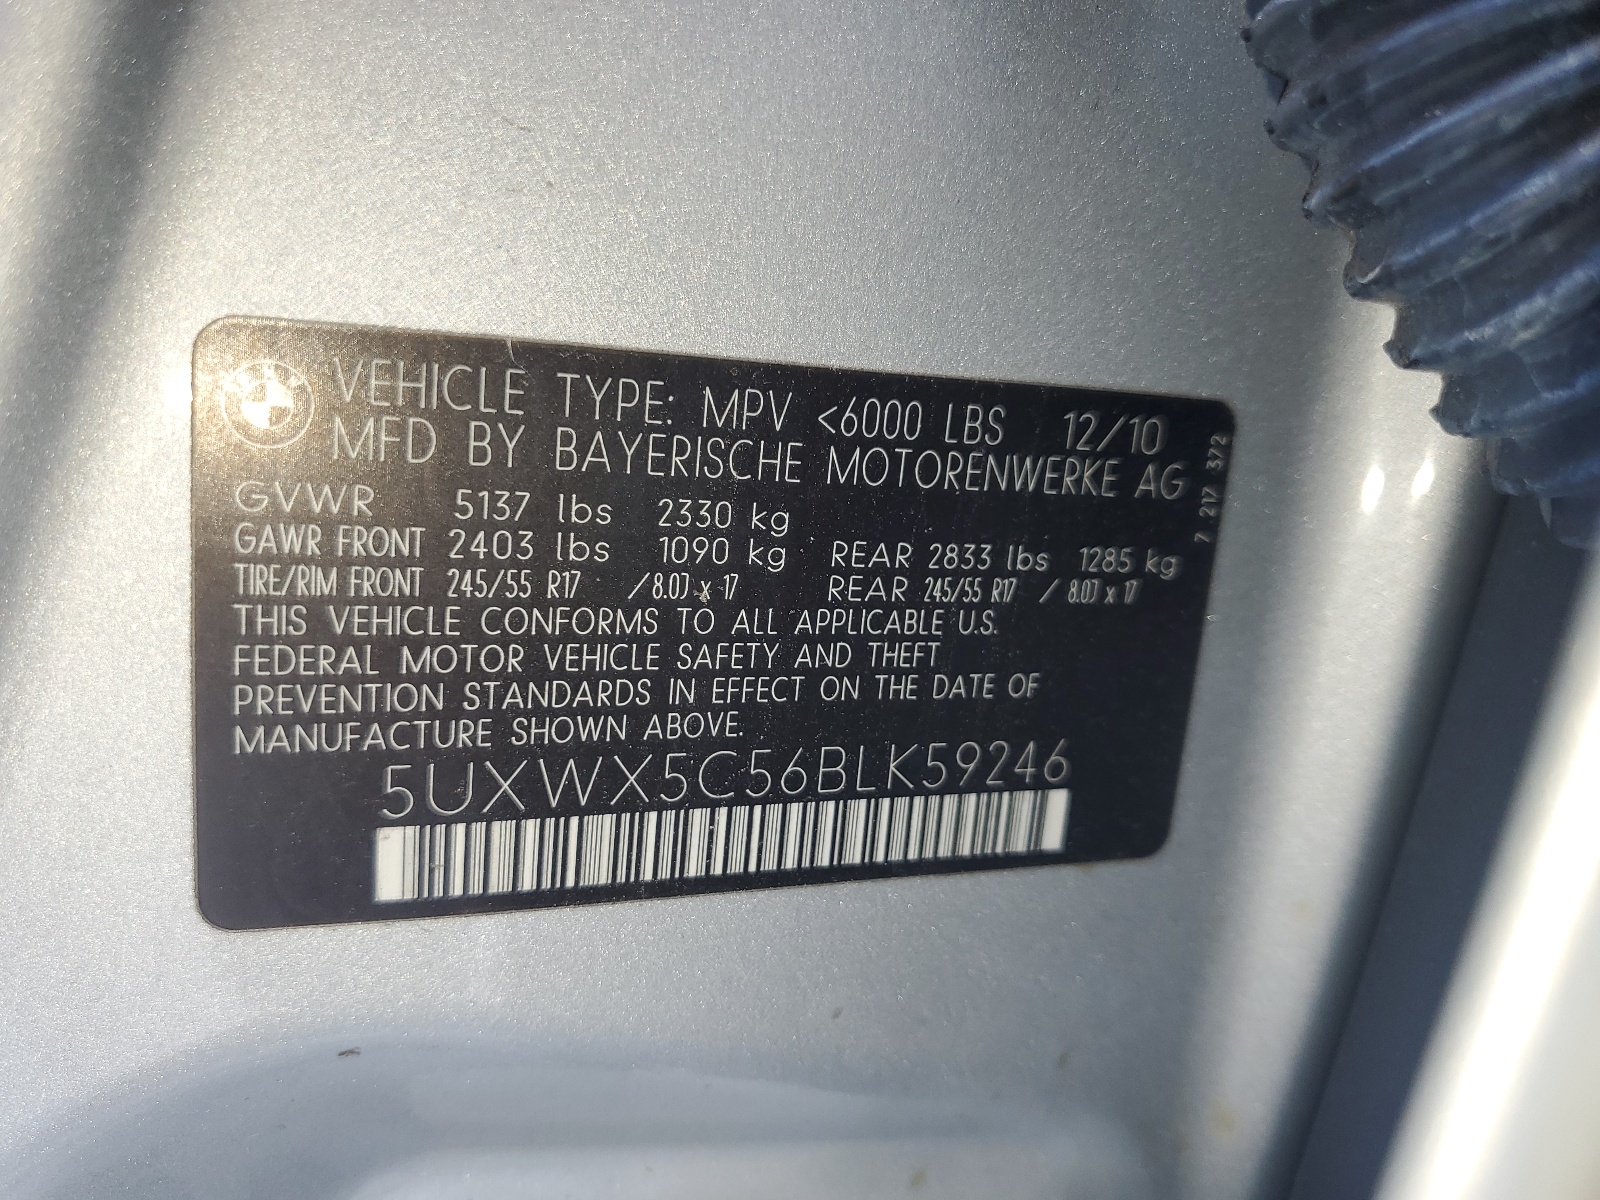 VEHICLE TYPE: MPV <6000 LBS 12/10
MFD BY BAYERISCHE MOTORENWERKE AG
GVWR 5137 lbs 2330 kg
GAWR FRONT 2403 lbs 1090 kg REAR 2833 lbs 1285 kg
TIRE/RIM FRONT 245/55 R17 /8.0J x 17 REAR 245/55 R17 / 8.0J x 17
THIS VEHICLE CONFORMS TO ALL APPLICABLE U.S.
FEDERAL MOTOR VEHICLE SAFETY AND THEFT
PREVENTION STANDARDS IN EFFECT ON THE DATE OF
MANUFACTURE SHOWN ABOVE.
5UXWX5C56BLK59246
7 217 372